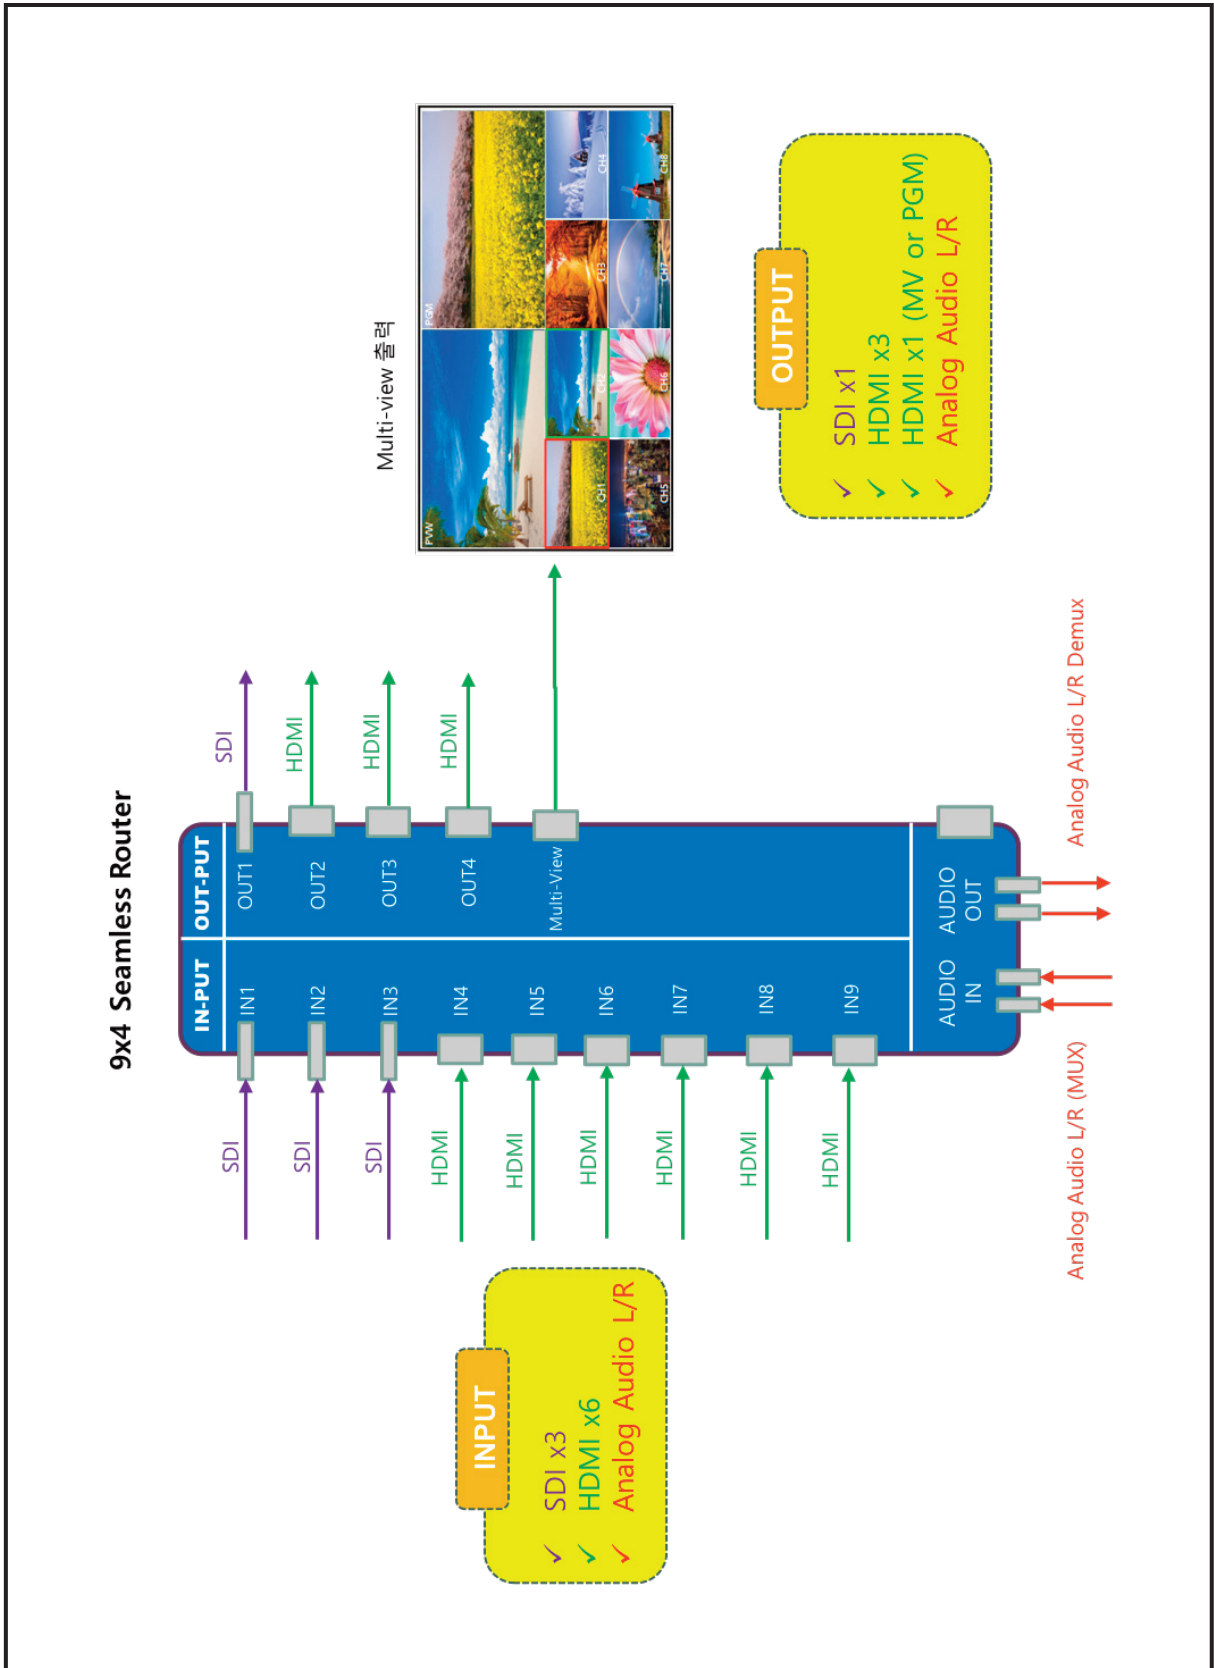 9x4 Seamless Router
IN-PUT
OUT-PUT
SDI
IN1
OUT1
SDI
SDI
IN2
OUT2
HDMI
SDI
IN3
OUT3
HDMI
HDMI
IN4
OUT4
HDMI
HDMI
IN5
Multi-View
HDMI
IN6
HDMI
IN7
HDMI
IN8
HDMI
IN9
AUDIO
IN
AUDIO
OUT
Analog Audio L/R (MUX)
Analog Audio L/R Demux
INPUT
✓ SDI x3
✓ HDMI x6
✓ Analog Audio L/R
Multi-view 출력
PVW
PGM
CH1
CH2
CH3
CH4
CH5
CH6
CH7
CH8
OUTPUT
✓ SDI x1
✓ HDMI x3
✓ HDMI x1 (MV or PGM)
✓ Analog Audio L/R